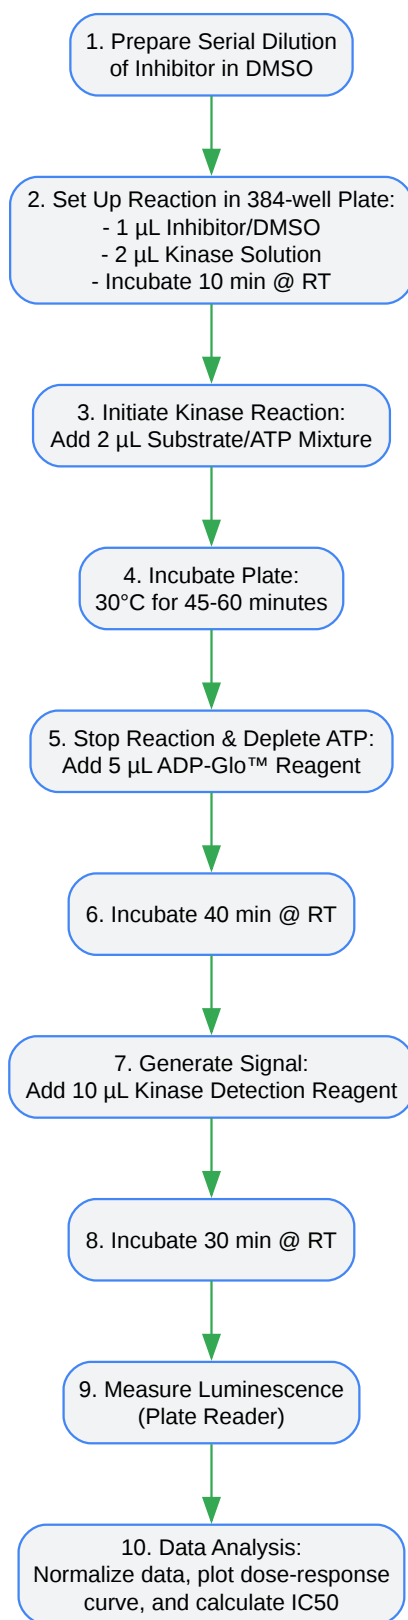 1. Prepare Serial Dilution
of Inhibitor in DMSO
2. Set Up Reaction in 384-well Plate:
- 1 µL Inhibitor/DMSO
- 2 µL Kinase Solution
- Incubate 10 min @ RT
3. Initiate Kinase Reaction:
Add 2 µL Substrate/ATP Mixture
4. Incubate Plate:
30°C for 45-60 minutes
5. Stop Reaction & Deplete ATP:
Add 5 µL ADP-Glo™ Reagent
6. Incubate 40 min @ RT
7. Generate Signal:
Add 10 µL Kinase Detection Reagent
8. Incubate 30 min @ RT
9. Measure Luminescence
(Plate Reader)
10. Data Analysis:
Normalize data, plot dose-response
curve, and calculate IC50